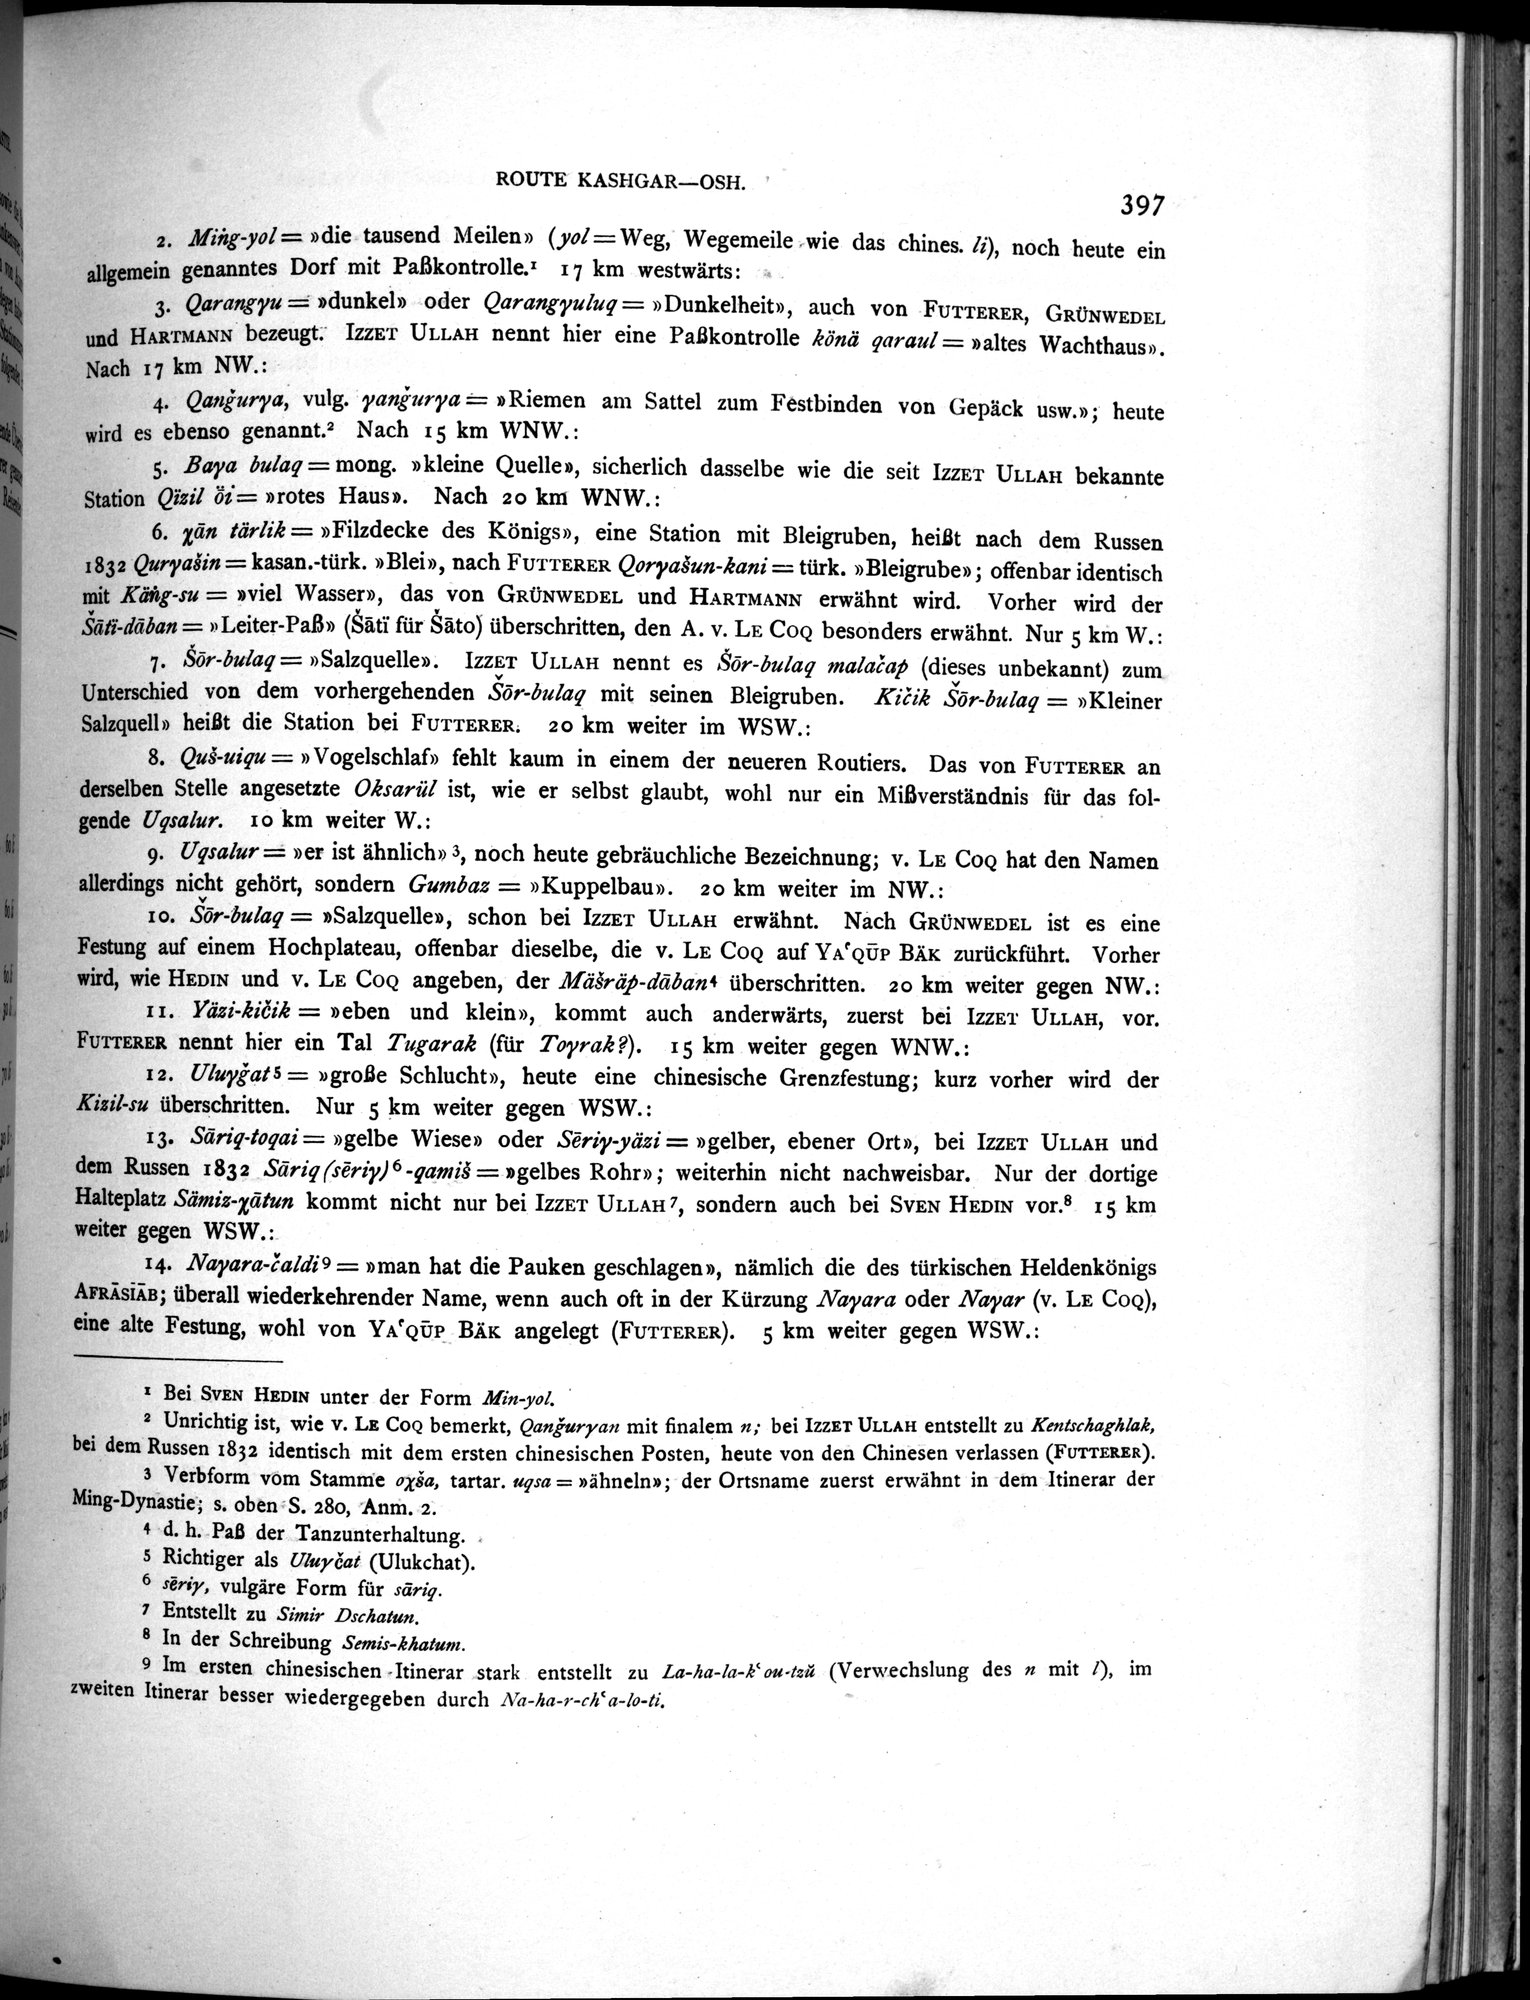 ROUTE KASHGAR—OSH.
397
2. Miṅg-yol = »die tausend Meilen» (yol = Weg, Wegemeile wie das chines. li), noch heute ein
allgemein genanntes Dorf mit Paßkontrolle.¹ 17 km westwärts:
3. Qarangγu = »dunkel» oder Qarangγuluq = »Dunkelheit», auch von FUTTERER, GRÜNWEDEL
und HARTMANN bezeugt. IZZET ULLAH nennt hier eine Paßkontrolle könä qaraul = »altes Wachthaus».
Nach 17 km NW.:
4. Qanǧurγa, vulg. γanǧurγa = »Riemen am Sattel zum Festbinden von Gepäck usw.»; heute
wird es ebenso genannt.² Nach 15 km WNW.:
5. Baγa bulaq = mong. »kleine Quelle», sicherlich dasselbe wie die seit IZZET ULLAH bekannte
Station Qïzil öi = »rotes Haus». Nach 20 km WNW.:
6. χān tärlik = »Filzdecke des Königs», eine Station mit Bleigruben, heißt nach dem Russen
1832 Qurγašin = kasan.-türk. »Blei», nach FUTTERER Qorγašun-kani = türk. »Bleigrube»; offenbar identisch
mit Käṅg-su = »viel Wasser», das von GRÜNWEDEL und HARTMANN erwähnt wird. Vorher wird der
Šātï-dāban = »Leiter-Paß» (Šātï für Šāto) überschritten, den A. v. LE COQ besonders erwähnt. Nur 5 km W.:
7. Šōr-bulaq = »Salzquelle». IZZET ULLAH nennt es Šōr-bulaq malačap (dieses unbekannt) zum
Unterschied von dem vorhergehenden Šōr-bulaq mit seinen Bleigruben. Kičik Šōr-bulaq = »Kleiner
Salzquell» heißt die Station bei FUTTERER. 20 km weiter im WSW.:
8. Quš-uiqu = »Vogelschlaf» fehlt kaum in einem der neueren Routiers. Das von FUTTERER an
derselben Stelle angesetzte Oksarül ist, wie er selbst glaubt, wohl nur ein Mißverständnis für das fol-
gende Uqsalur. 10 km weiter W.:
9. Uqsalur = »er ist ähnlich» ³, noch heute gebräuchliche Bezeichnung; v. LE COQ hat den Namen
allerdings nicht gehört, sondern Gumbaz = »Kuppelbau». 20 km weiter im NW.:
10. Šōr-bulaq = »Salzquelle», schon bei IZZET ULLAH erwähnt. Nach GRÜNWEDEL ist es eine
Festung auf einem Hochplateau, offenbar dieselbe, die v. LE COQ auf YAʿQŪP BÄK zurückführt. Vorher
wird, wie HEDIN und v. LE COQ angeben, der Mäšräp-dāban⁴ überschritten. 20 km weiter gegen NW.:
11. Yäzi-kičik = »eben und klein», kommt auch anderwärts, zuerst bei IZZET ULLAH, vor.
FUTTERER nennt hier ein Tal Tugarak (für Toγrak?). 15 km weiter gegen WNW.:
12. Uluγǧat⁵ = »große Schlucht», heute eine chinesische Grenzfestung; kurz vorher wird der
Kizil-su überschritten. Nur 5 km weiter gegen WSW.:
13. Sāriq-toqai = »gelbe Wiese» oder Sēriγ-yäzi = »gelber, ebener Ort», bei IZZET ULLAH und
dem Russen 1832 Sāriq (sēriγ)⁶-qamiš = »gelbes Rohr»; weiterhin nicht nachweisbar. Nur der dortige
Halteplatz Sämiz-χātun kommt nicht nur bei IZZET ULLAH⁷, sondern auch bei SVEN HEDIN vor.⁸ 15 km
weiter gegen WSW.:
14. Naγara-čaldi⁹ = »man hat die Pauken geschlagen», nämlich die des türkischen Heldenkönigs
AFRĀSĪĀB; überall wiederkehrender Name, wenn auch oft in der Kürzung Naγara oder Naγar (v. LE COQ),
eine alte Festung, wohl von YAʿQŪP BÄK angelegt (FUTTERER). 5 km weiter gegen WSW.:
¹ Bei SVEN HEDIN unter der Form Min-yol.
² Unrichtig ist, wie v. LE COQ bemerkt, Qanǧurγan mit finalem n; bei IZZET ULLAH entstellt zu Kentschaghlak,
bei dem Russen 1832 identisch mit dem ersten chinesischen Posten, heute von den Chinesen verlassen (FUTTERER).
³ Verbform vom Stamme oχša, tartar. uqsa = »ähneln»; der Ortsname zuerst erwähnt in dem Itinerar der
Ming-Dynastie; s. oben S. 280, Anm. 2.
⁴ d. h. Paß der Tanzunterhaltung.
⁵ Richtiger als Uluγčat (Ulukchat).
⁶ sēriγ, vulgäre Form für sāriq.
⁷ Entstellt zu Simir Dschatun.
⁸ In der Schreibung Semis-khatum.
⁹ Im ersten chinesischen Itinerar stark entstellt zu La-ha-la-kʿou-tzŭ (Verwechslung des n mit l), im
zweiten Itinerar besser wiedergegeben durch Na-ha-r-chʿa-lo-ti.